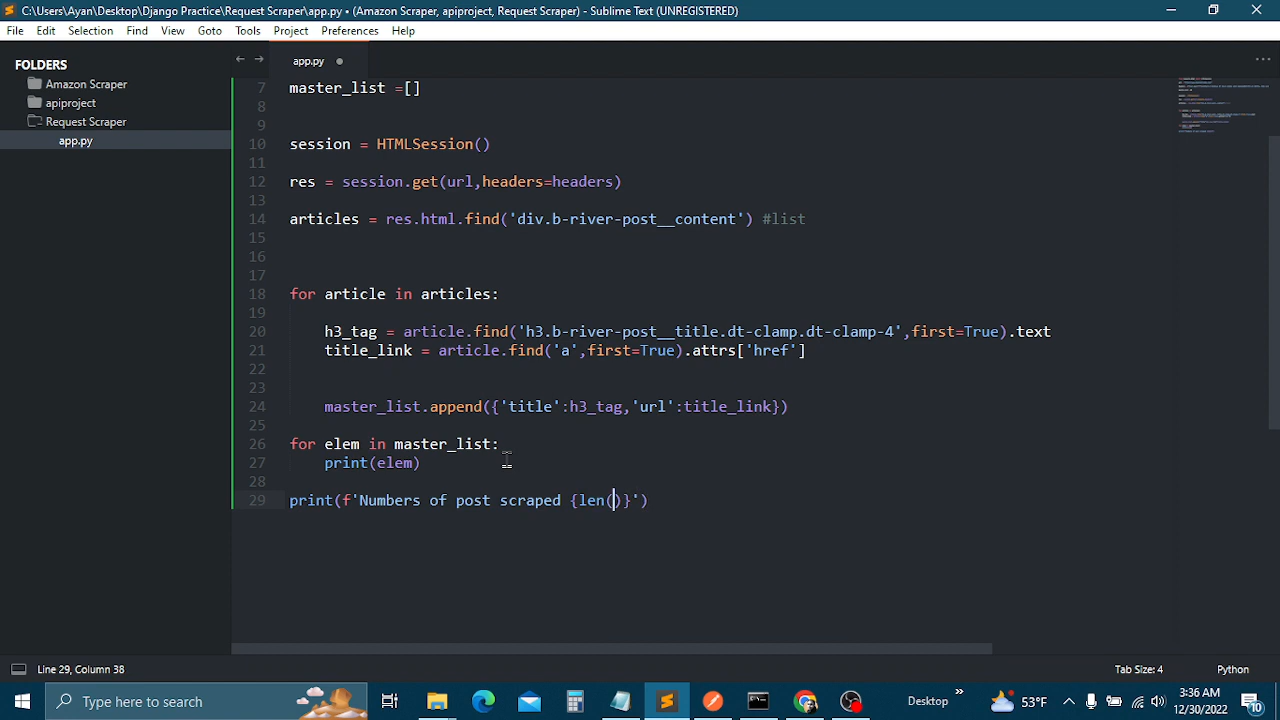 C:\Users\Ayan\Desktop\Django Practice\Request Scraper\app.py • (Amazon Scraper, apiproject, Request Scraper) - Sublime Text (UNREGISTERED)
File Edit Selection Find View Goto Tools Project Preferences Help
FOLDERS
Amazon Scraper
apiproject
Request Scraper
app.py
app.py
7 master_list =[]
8
9
10 session = HTMLSession()
11
12 res = session.get(url,headers=headers)
13
14 articles = res.html.find('div.b-river-post__content') #list
15
16
17
18 for article in articles:
19
20 h3_tag = article.find('h3.b-river-post__title.dt-clamp.dt-clamp-4',first=True).text
21 title_link = article.find('a',first=True).attrs['href']
22
23
24 master_list.append({'title':h3_tag,'url':title_link})
25
26 for elem in master_list:
27 print(elem)
28
29 print(f'Numbers of post scraped {len()}')
Line 29, Column 38
Tab Size: 4
Python
Type here to search
Desktop
53°F
3:36 AM
12/30/2022
10